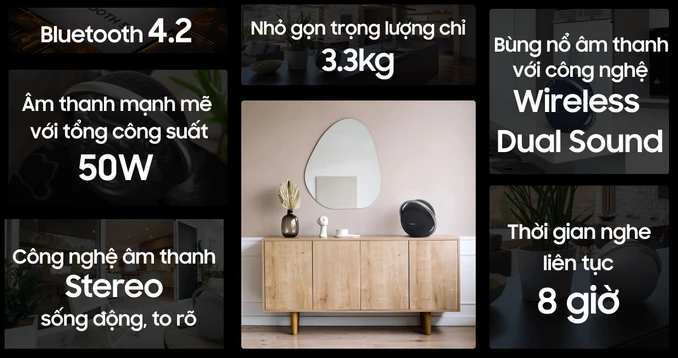 Bluetooth 4.2
Âm thanh mạnh mẽ
với tổng công suất
50W
Công nghệ âm thanh
Stereo
sống động, to rõ
Nhỏ gọn trọng lượng chỉ
3.3kg
Bùng nổ âm thanh
với công nghệ
Wireless
Dual Sound
Thời gian nghe
liên tục
8 giờ